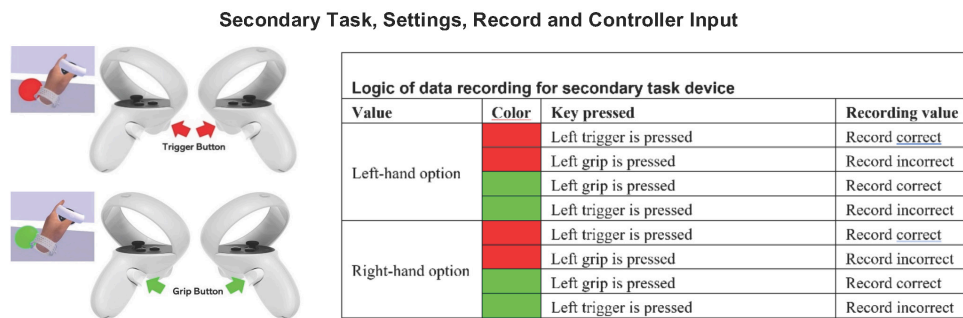 Secondary Task, Settings, Record and Controller Input
Trigger Button
Grip Button
Logic of data recording for secondary task device
Value Color Key pressed Recording value
Left-hand option
Left trigger is pressed Record correct
Left grip is pressed Record incorrect
Left grip is pressed Record correct
Left trigger is pressed Record incorrect
Right-hand option
Left trigger is pressed Record correct
Left grip is pressed Record incorrect
Left grip is pressed Record correct
Left trigger is pressed Record incorrect